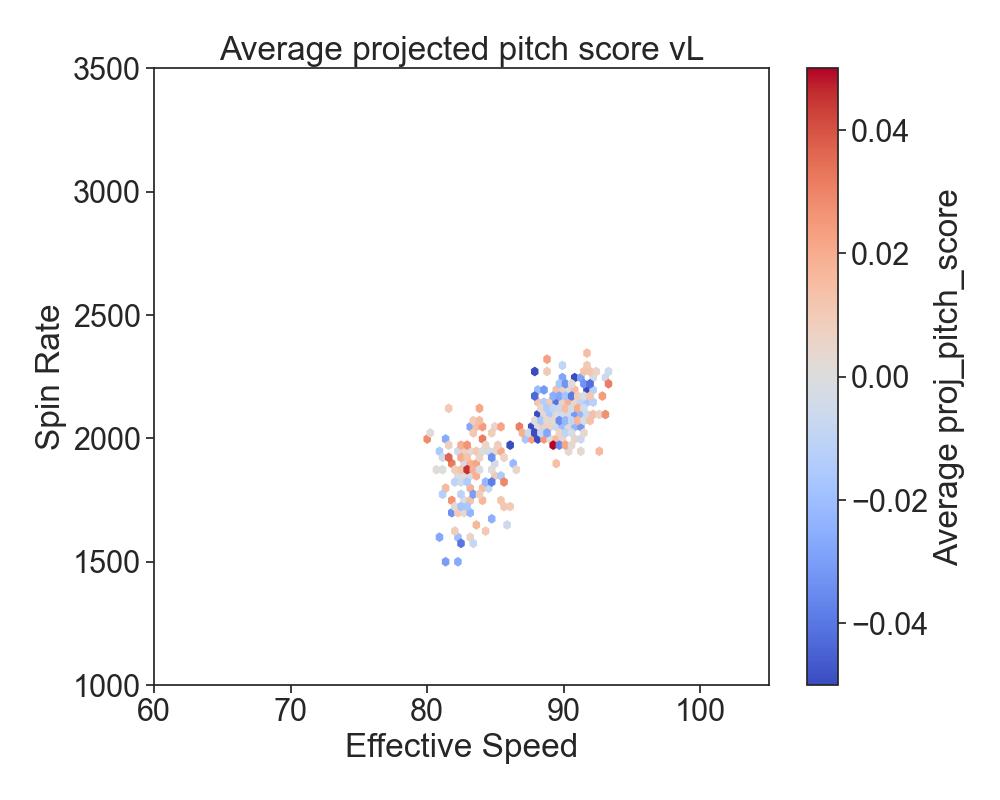 Average projected pitch score vL
3500
3000
2500
2000
1500
1000
Spin Rate
60 70 80 90 100
Effective Speed
0.04
0.02
0.00
−0.02
−0.04
Average proj_pitch_score